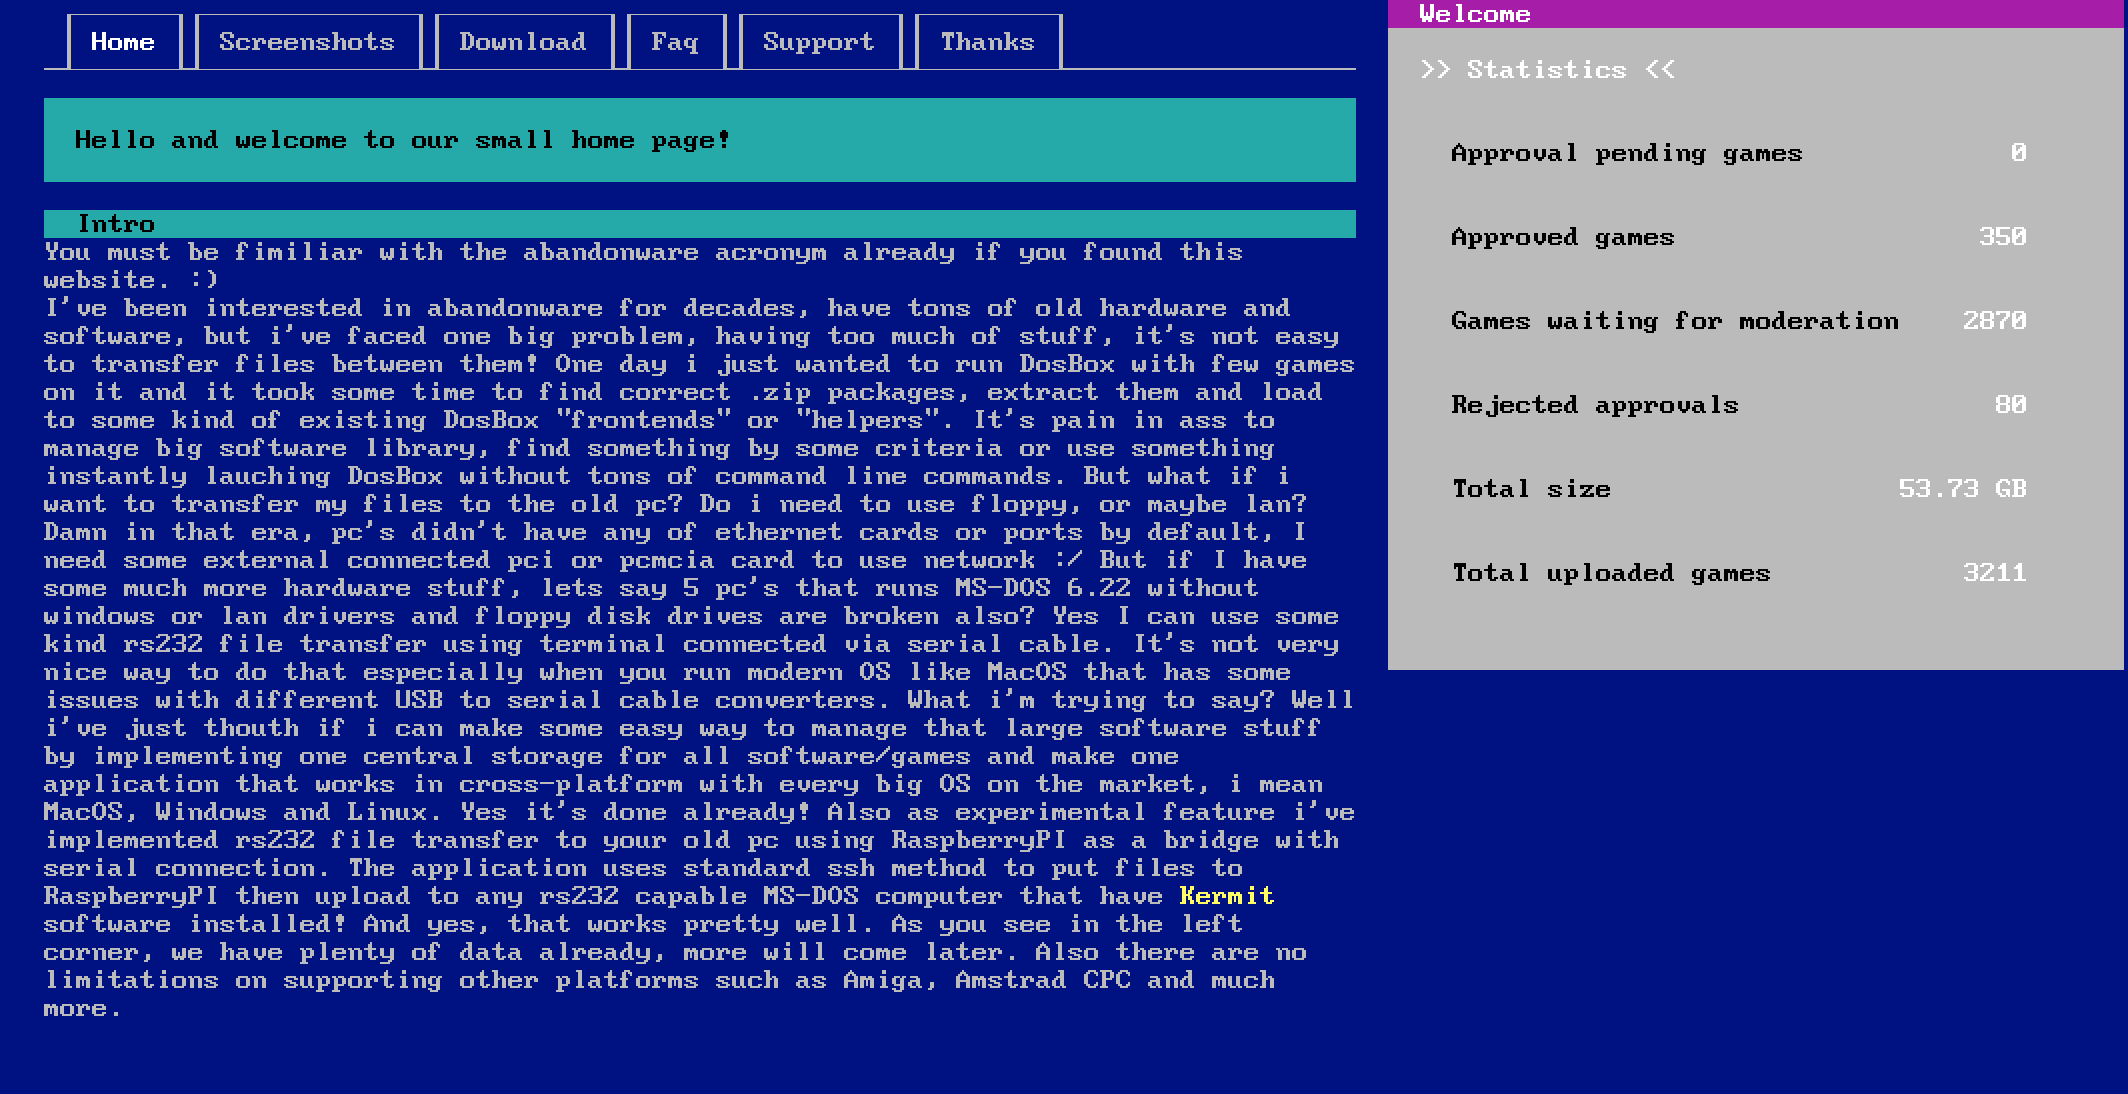 Home Screenshots Download Faq Support Thanks
Hello and welcome to our small home page!
Intro
You must be fimiliar with the abandonware acronym already if you found this
website. :)
I've been interested in abandonware for decades, have tons of old hardware and
software, but i've faced one big problem, having too much of stuff, it's not easy
to transfer files between them! One day i just wanted to run DosBox with few games
on it and it took some time to find correct .zip packages, extract them and load
to some kind of existing DosBox "frontends" or "helpers". It's pain in ass to
manage big software library, find something by some criteria or use something
instantly lauching DosBox without tons of command line commands. But what if i
want to transfer my files to the old pc? Do i need to use floppy, or maybe lan?
Damn in that era, pc's didn't have any of ethernet cards or ports by default, I
need some external connected pci or pcmcia card to use network :/ But if I have
some much more hardware stuff, lets say 5 pc's that runs MS-DOS 6.22 without
windows or lan drivers and floppy disk drives are broken also? Yes I can use some
kind rs232 file transfer using terminal connected via serial cable. It's not very
nice way to do that especially when you run modern OS like MacOS that has some
issues with different USB to serial cable converters. What i'm trying to say? Well
i've just thouth if i can make some easy way to manage that large software stuff
by implementing one central storage for all software/games and make one
application that works in cross-platform with every big OS on the market, i mean
MacOS, Windows and Linux. Yes it's done already! Also as experimental feature i've
implemented rs232 file transfer to your old pc using RaspberryPI as a bridge with
serial connection. The application uses standard ssh method to put files to
RaspberryPI then upload to any rs232 capable MS-DOS computer that have Kermit
software installed! And yes, that works pretty well. As you see in the left
corner, we have plenty of data already, more will come later. Also there are no
limitations on supporting other platforms such as Amiga, Amstrad CPC and much
more.
Welcome
>> Statistics <<
Approval pending games 0
Approved games 350
Games waiting for moderation 2870
Rejected approvals 80
Total size 53.73 GB
Total uploaded games 3211